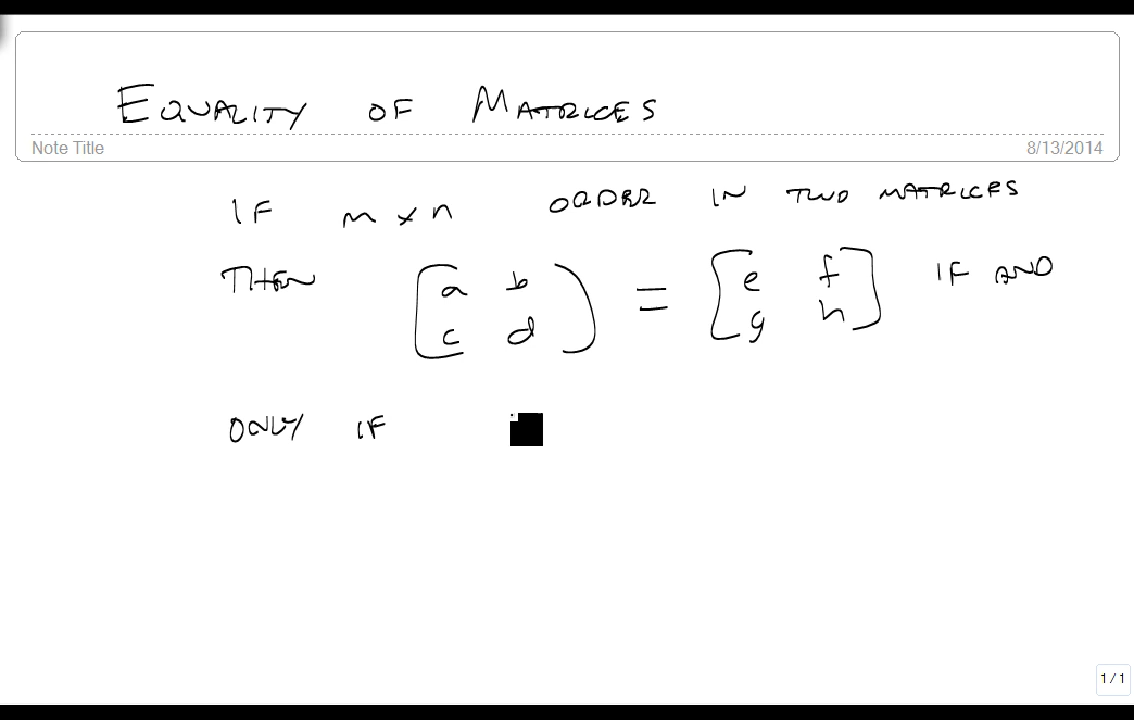 EQUALITY OF MATRICES
Note Title 8/13/2014
IF m x n ORDER IN TWO MATRICES
THEN [a b = [e f] IF AND
c d) g h]
ONLY IF
1/1